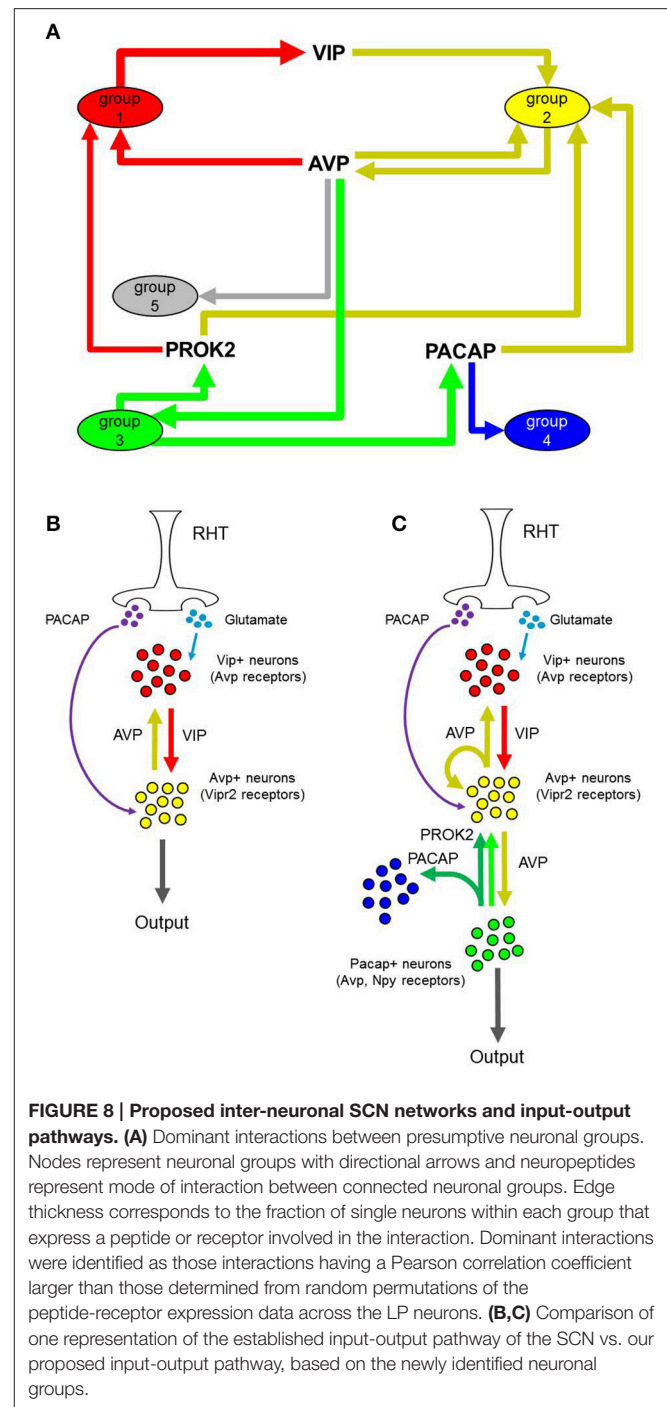 A
VIP
group
1
group
2
AVP
group
5
PROK2
PACAP
group
3
group
4
B
RHT
PACAP
Glutamate
Vip+ neurons
(Avp receptors)
AVP
VIP
Avp+ neurons
(Vipr2 receptors)
Output
C
RHT
PACAP
Glutamate
Vip+ neurons
(Avp receptors)
AVP
VIP
Avp+ neurons
(Vipr2 receptors)
PROK2
PACAP
AVP
Pacap+ neurons
(Avp, Npy receptors)
Output
FIGURE 8 | Proposed inter-neuronal SCN networks and input-output
pathways. (A) Dominant interactions between presumptive neuronal groups.
Nodes represent neuronal groups with directional arrows and neuropeptides
represent mode of interaction between connected neuronal groups. Edge
thickness corresponds to the fraction of single neurons within each group that
express a peptide or receptor involved in the interaction. Dominant interactions
were identified as those interactions having a Pearson correlation coefficient
larger than those determined from random permutations of the
peptide-receptor expression data across the LP neurons. (B,C) Comparison of
one representation of the established input-output pathway of the SCN vs. our
proposed input-output pathway, based on the newly identified neuronal
groups.